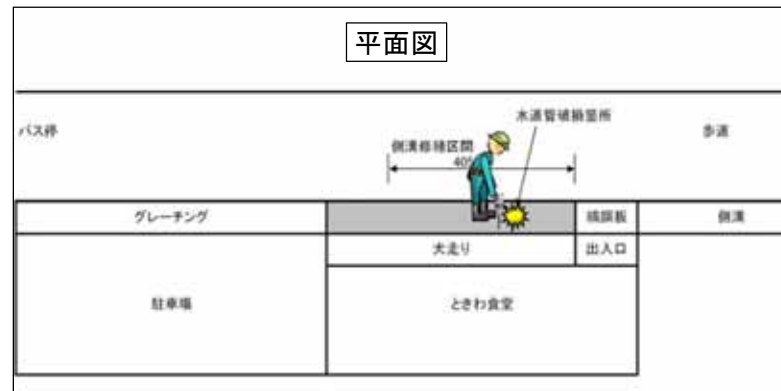 平面図
水道管破損箇所
バス停
歩道
側溝修繕区間
405
グレーチング
縞鋼板
側溝
犬走り
出入口
駐車場
ときわ食堂